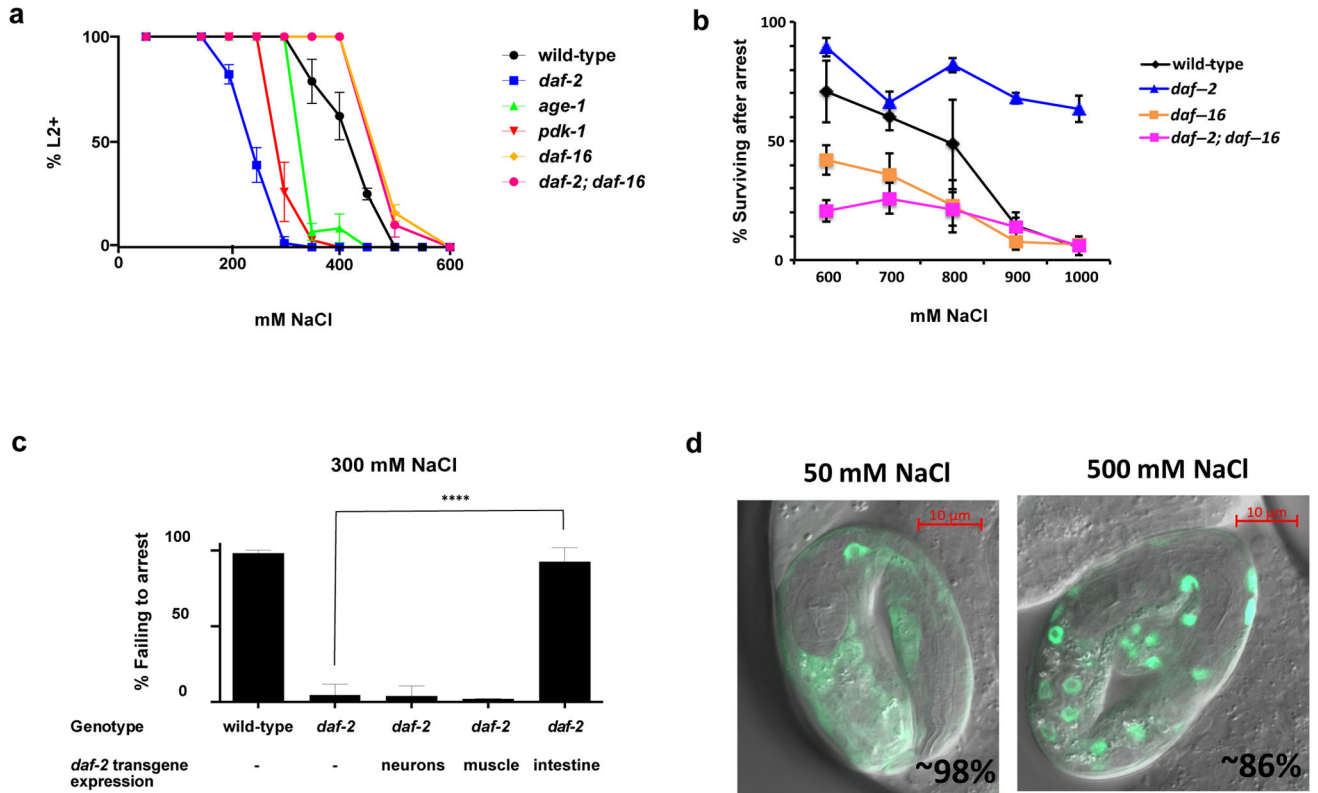 a
100
50
0
% L2+
0
200
400
600
mM NaCl
wild-type
daf-2
age-1
pdk-1
daf-16
daf-2; daf-16
b
100
50
0
% Surviving after arrest
600
700
800
900
1000
mM NaCl
wild-type
daf–2
daf–16
daf–2; daf–16
c
300 mM NaCl
****
100
50
0
% Failing to arrest
Genotype wild-type daf-2 daf-2 daf-2 daf-2
daf-2 transgene
expression - - neurons muscle intestine
d
50 mM NaCl
10 µm
~98%
500 mM NaCl
10 µm
~86%